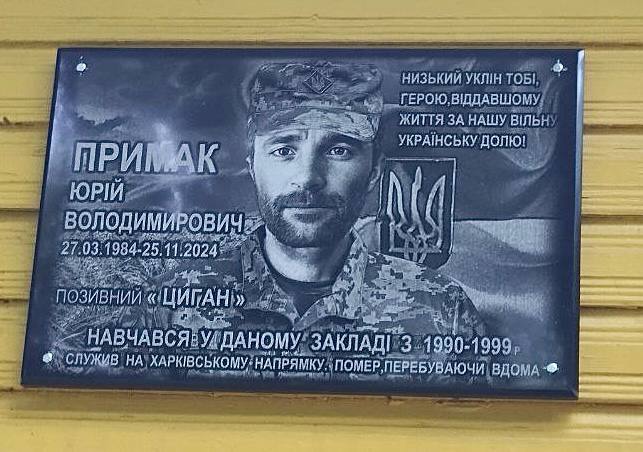 НИЗЬКИЙ УКЛІН ТОБІ,
ГЕРОЮ,ВІДДАВШОМУ
ЖИТТЯ ЗА НАШУ ВІЛЬНУ
УКРАЇНСЬКУ ДОЛЮ!
ПРИМАК
ЮРІЙ
ВОЛОДИМИРОВИЧ
27.03.1984-25.11.2024
ПОЗИВНИЙ « ЦИГАН »
НАВЧАВСЯ У ДАНОМУ ЗАКЛАДІ З 1990-1999р
СЛУЖИВ НА ХАРКІВСЬКОМУ НАПРЯМКУ. ПОМЕР,ПЕРЕБУВАЮЧИ ВДОМА